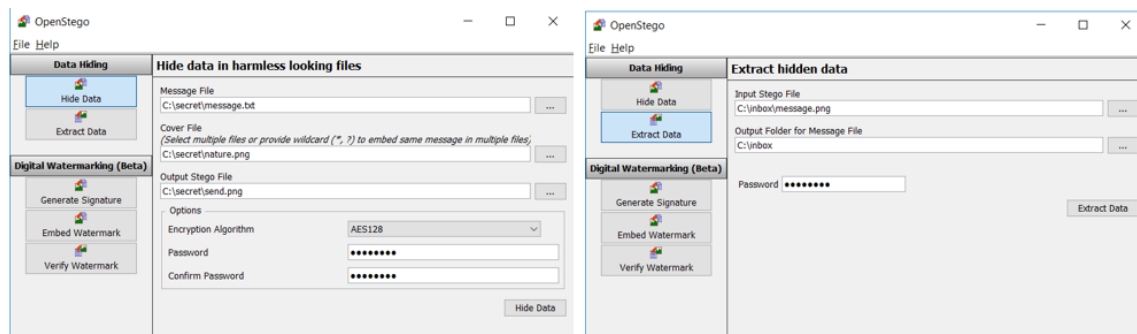 OpenStego
File Help
Data Hiding
Hide Data
Extract Data
Digital Watermarking (Beta)
Generate Signature
Embed Watermark
Verify Watermark
Hide data in harmless looking files
Message File
C:\secret\message.txt
...
Cover File
(Select multiple files or provide wildcard (*, ?) to embed same message in multiple files)
C:\secret\nature.png
...
Output Stego File
C:\secret\send.png
...
Options
Encryption Algorithm AES128
Password ●●●●●●●●
Confirm Password ●●●●●●●●
Hide Data
OpenStego
File Help
Data Hiding
Hide Data
Extract Data
Digital Watermarking (Beta)
Generate Signature
Embed Watermark
Verify Watermark
Extract hidden data
Input Stego File
C:\inbox\message.png
...
Output Folder for Message File
C:\inbox
...
Password ●●●●●●●●
Extract Data